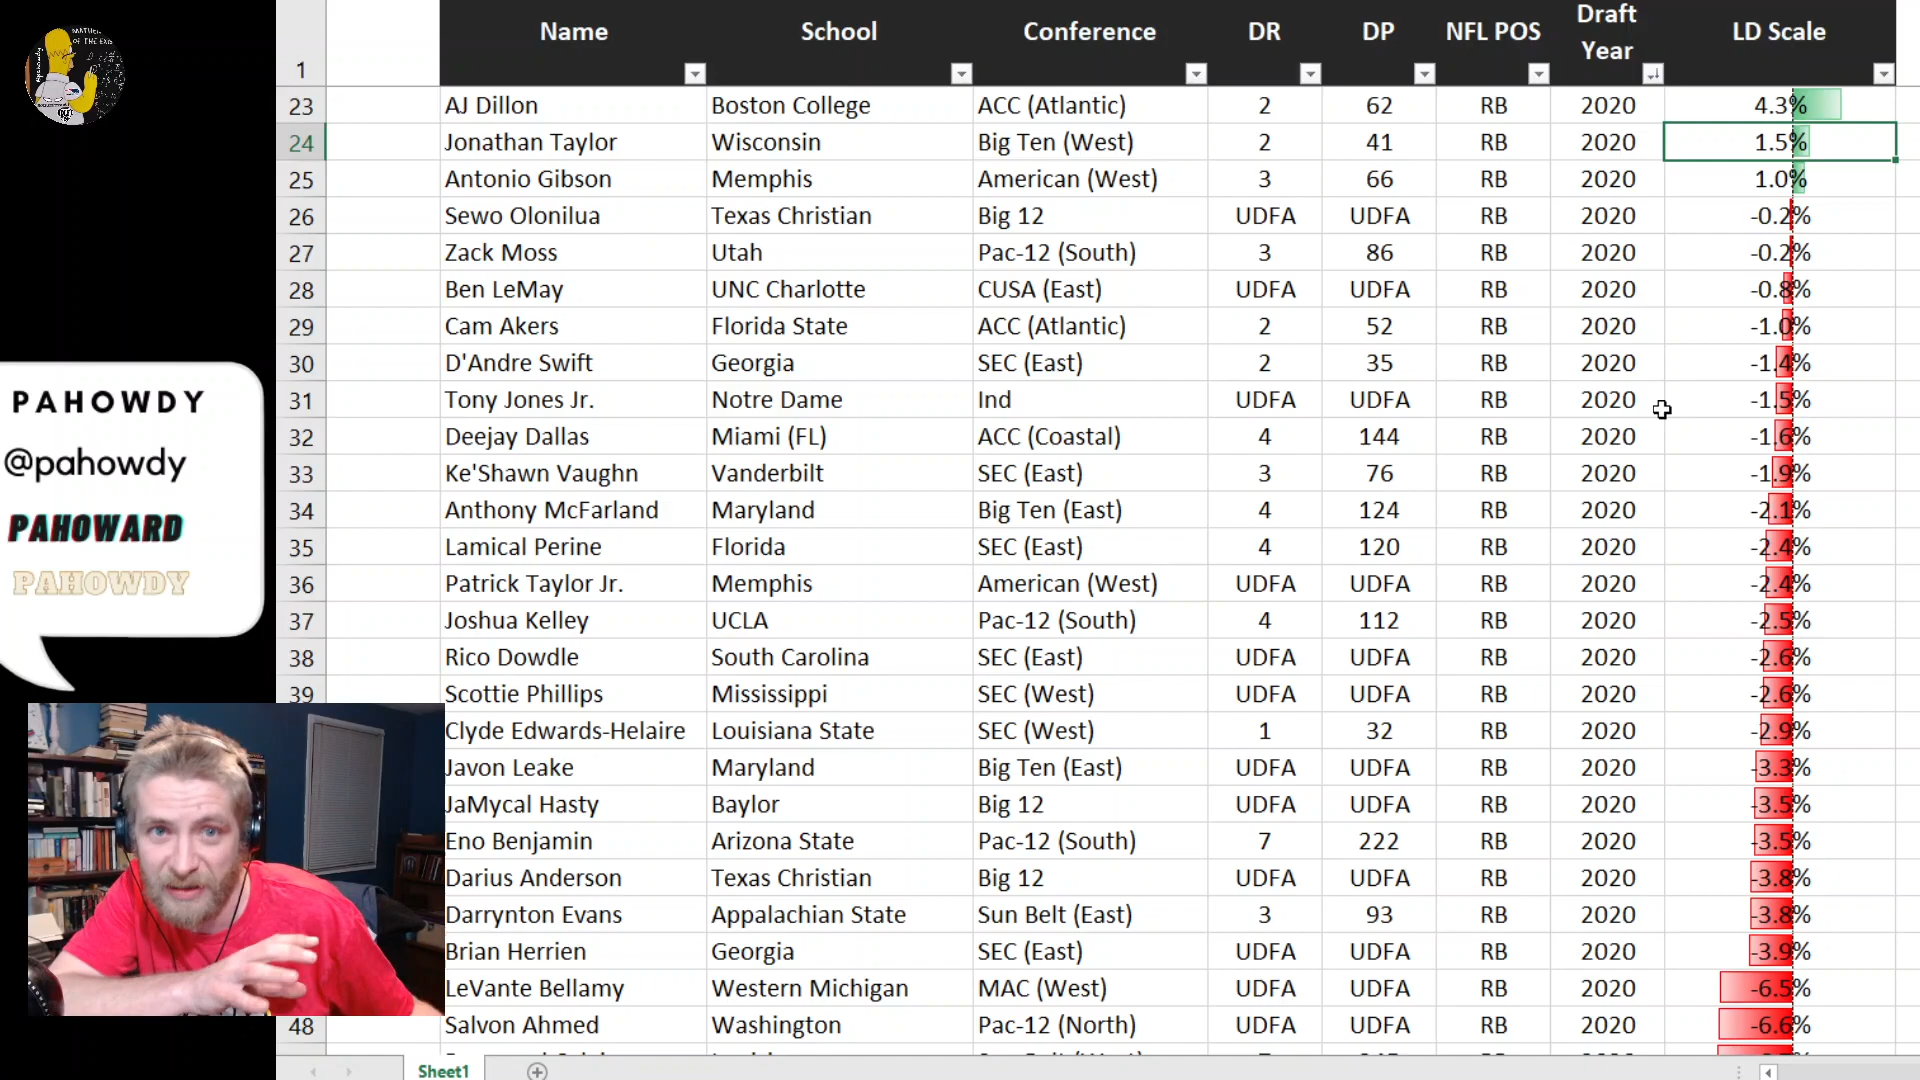 Name School Conference DR DP NFL POS Draft Year LD Scale
1
23 AJ Dillon Boston College ACC (Atlantic) 2 62 RB 2020 4.3%
24 Jonathan Taylor Wisconsin Big Ten (West) 2 41 RB 2020 1.5%
25 Antonio Gibson Memphis American (West) 3 66 RB 2020 1.0%
26 Sewo Olonilua Texas Christian Big 12 UDFA UDFA RB 2020 -0.2%
27 Zack Moss Utah Pac-12 (South) 3 86 RB 2020 -0.2%
28 Ben LeMay UNC Charlotte CUSA (East) UDFA UDFA RB 2020 -0.8%
29 Cam Akers Florida State ACC (Atlantic) 2 52 RB 2020 -1.0%
30 D'Andre Swift Georgia SEC (East) 2 35 RB 2020 -1.4%
31 Tony Jones Jr. Notre Dame Ind UDFA UDFA RB 2020 -1.5%
32 Deejay Dallas Miami (FL) ACC (Coastal) 4 144 RB 2020 -1.6%
33 Ke'Shawn Vaughn Vanderbilt SEC (East) 3 76 RB 2020 -1.9%
34 Anthony McFarland Maryland Big Ten (East) 4 124 RB 2020 -2.1%
35 Lamical Perine Florida SEC (East) 4 120 RB 2020 -2.4%
36 Patrick Taylor Jr. Memphis American (West) UDFA UDFA RB 2020 -2.4%
37 Joshua Kelley UCLA Pac-12 (South) 4 112 RB 2020 -2.5%
38 Rico Dowdle South Carolina SEC (East) UDFA UDFA RB 2020 -2.6%
39 Scottie Phillips Mississippi SEC (West) UDFA UDFA RB 2020 -2.6%
Clyde Edwards-Helaire Louisiana State SEC (West) 1 32 RB 2020 -2.9%
Javon Leake Maryland Big Ten (East) UDFA UDFA RB 2020 -3.3%
JaMycal Hasty Baylor Big 12 UDFA UDFA RB 2020 -3.5%
Eno Benjamin Arizona State Pac-12 (South) 7 222 RB 2020 -3.5%
Darius Anderson Texas Christian Big 12 UDFA UDFA RB 2020 -3.8%
Darrynton Evans Appalachian State Sun Belt (East) 3 93 RB 2020 -3.8%
Brian Herrien Georgia SEC (East) UDFA UDFA RB 2020 -3.9%
LeVante Bellamy Western Michigan MAC (West) UDFA UDFA RB 2020 -6.5%
48 Salvon Ahmed Washington Pac-12 (North) UDFA UDFA RB 2020 -6.6%
Sheet1
PAHOWDY
@pahowdy
PAHOWARD
PAHOWDY